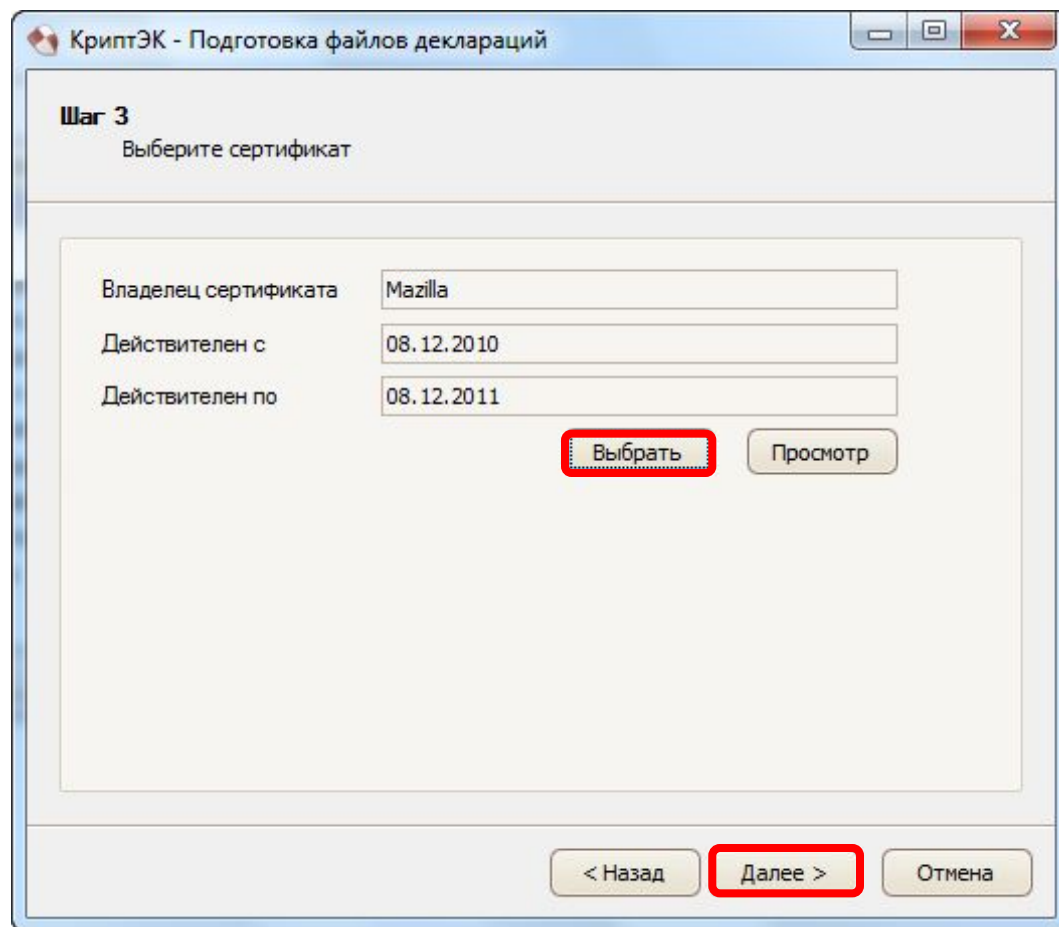 КриптЭК - Подготовка файлов деклараций
Шаг 3
Выберите сертификат
Владелец сертификата Mazilla
Действителен с 08.12.2010
Действителен по 08.12.2011
Выбрать Просмотр
< Назад Далее > Отмена